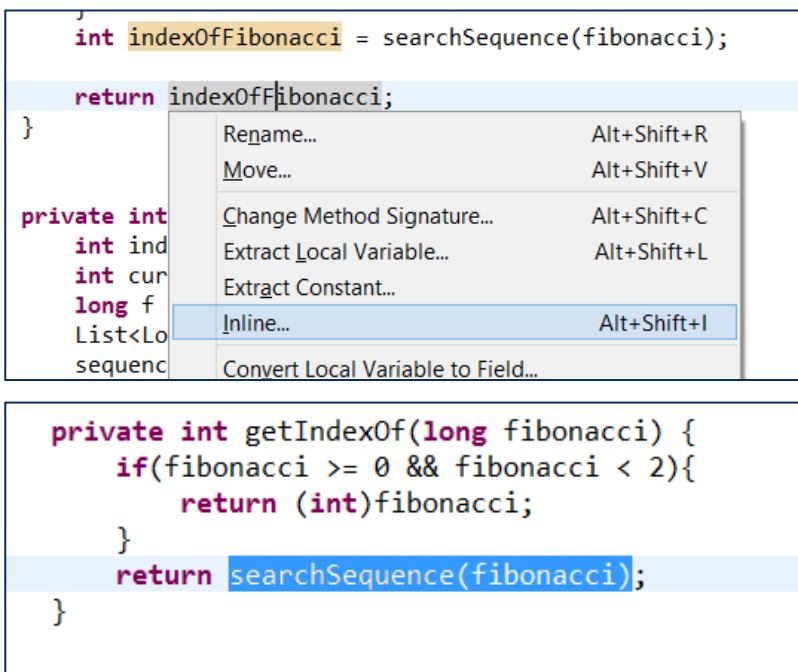 }
int indexOfFibonacci = searchSequence(fibonacci);
return indexOfFibonacci;
}
Rename... Alt+Shift+R
Move... Alt+Shift+V
private int
Change Method Signature... Alt+Shift+C
int ind
Extract Local Variable... Alt+Shift+L
int cur
Extract Constant...
long f
Inline... Alt+Shift+I
List<Lo
sequenc
Convert Local Variable to Field...
private int getIndexOf(long fibonacci) {
if(fibonacci >= 0 && fibonacci < 2){
return (int)fibonacci;
}
return searchSequence(fibonacci);
}